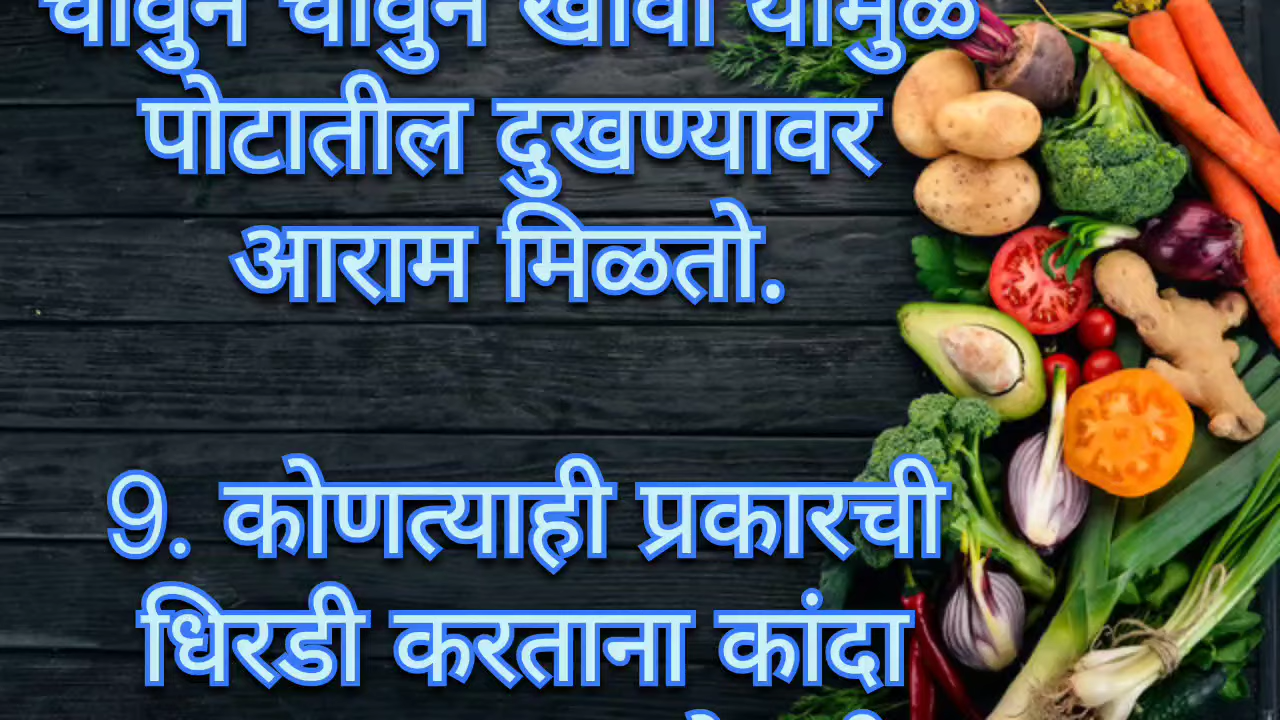 चावुन चावुन खावा यामुळे
पोटातील दुखण्यावर
आराम मिळतो.
9. कोणत्याही प्रकारची
धिरडी करताना कांदा